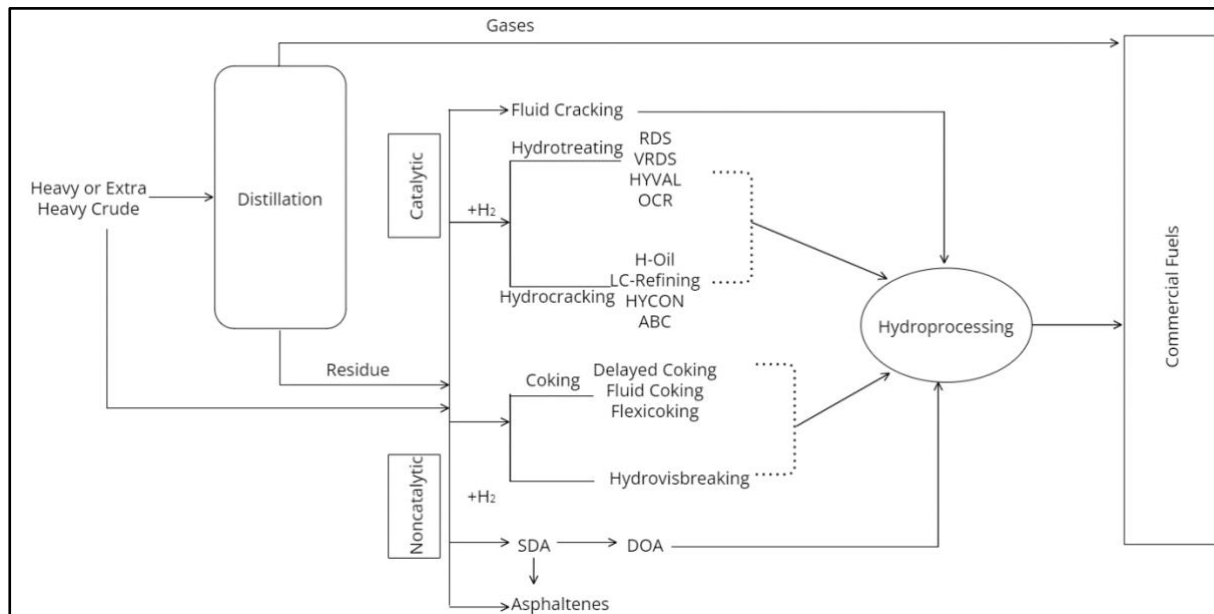 Gases
Fluid Cracking
Hydrotreating
RDS
VRDS
HYVAL
OCR
Catalytic
Heavy or Extra
Heavy Crude
Distillation
+H₂
H-Oil
LC-Refining
Hydrocracking
HYCON
ABC
Hydroprocessing
Commercial Fuels
Residue
Coking
Delayed Coking
Fluid Coking
Flexicoking
Hydrovisbreaking
Noncatalytic
+H₂
SDA
DOA
Asphaltenes